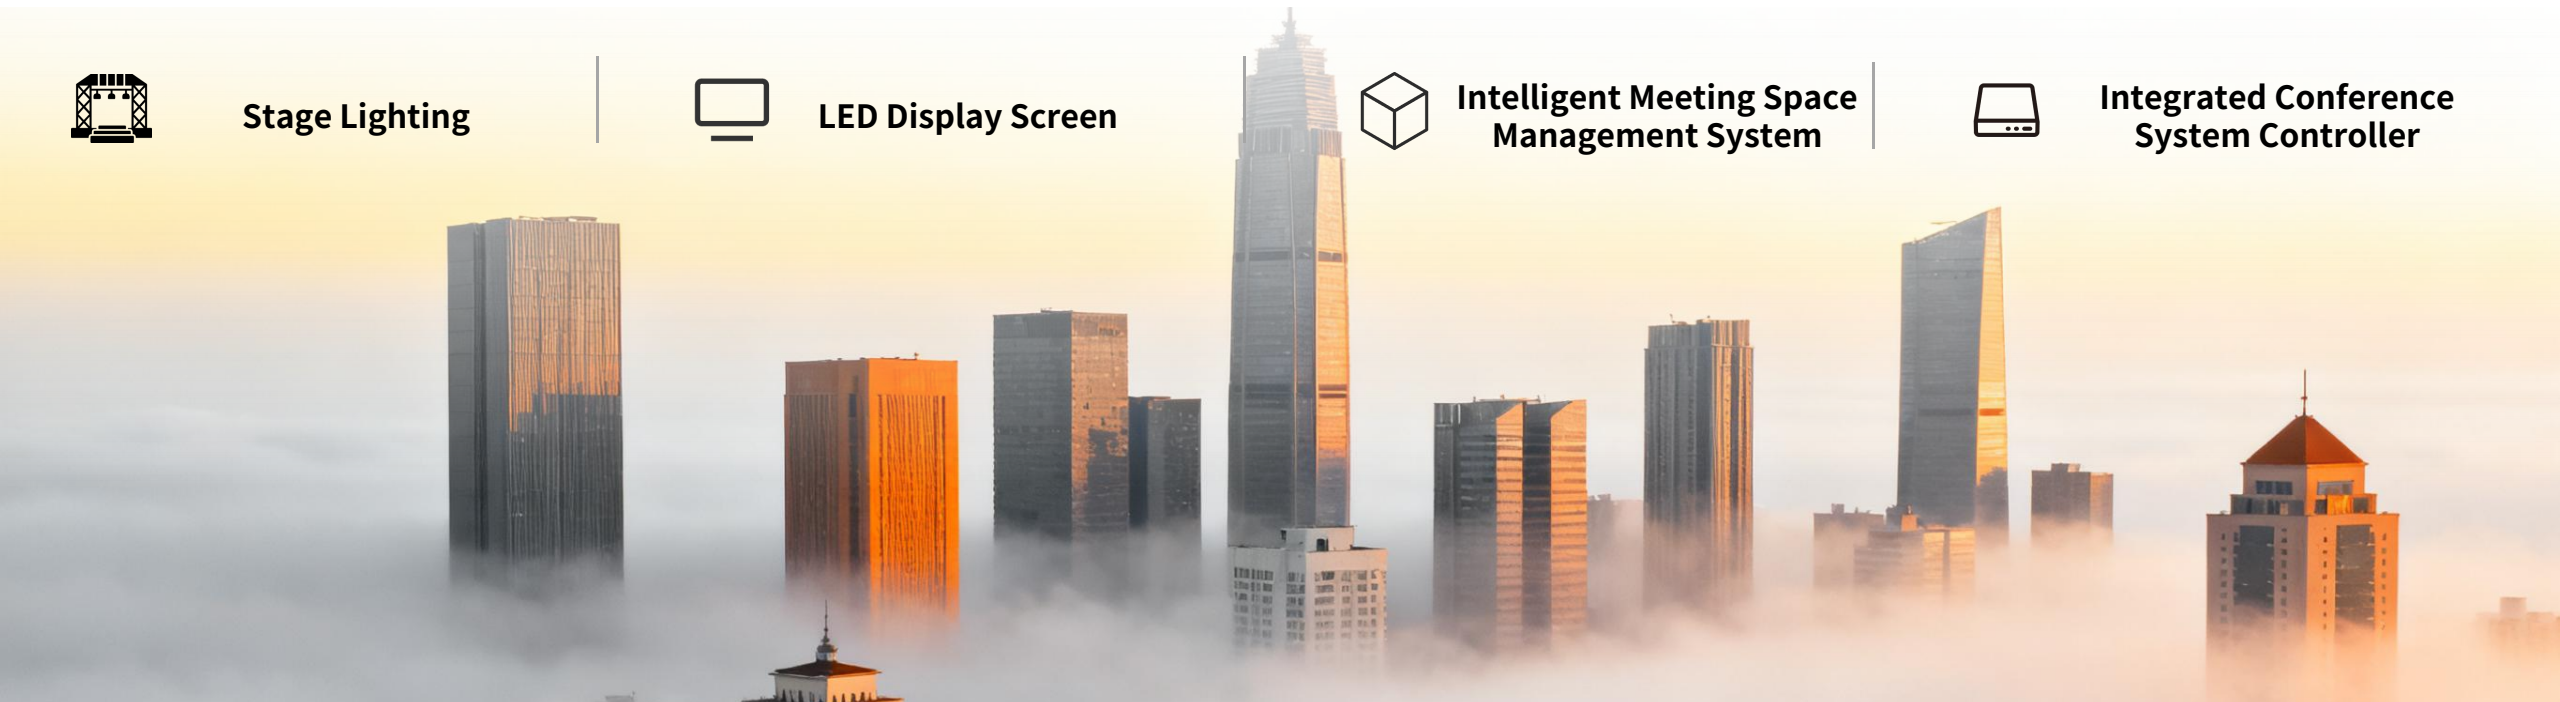 Stage Lighting
LED Display Screen
Intelligent Meeting Space
Management System
Integrated Conference
System Controller